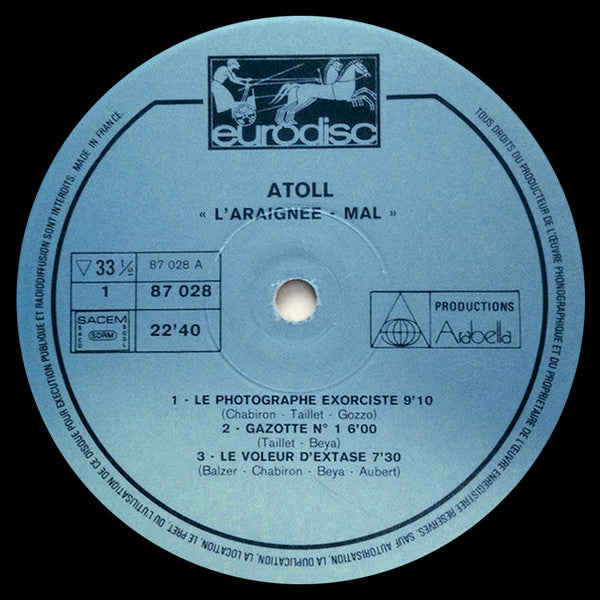 eurodisc
ATOLL
« L'ARAIGNEE - MAL »
▽ 33 1/2 87 028 A
1 87 028
SACEM
SACD SDRM SGDL
22'40
PRODUCTIONS
Arabella
1 - LE PHOTOGRAPHE EXORCISTE 9'10
(Chabiron - Taillet - Gozzo)
2 - GAZOTTE N° 1 6'00
(Taillet - Beya)
3 - LE VOLEUR D'EXTASE 7'30
(Balzer - Chabiron - Beya - Aubert)
TOUS DROITS DU PRODUCTEUR DE L'ŒUVRE PHONOGRAPHIQUE ET DU PROPRIETAIRE DE L'ŒUVRE ENREGISTREE RESERVES. SAUF AUTORISATION, LA DUPLICATION, LA LOCATION, LE PRET, OU L'UTILISATION DE CE DISQUE POUR EXECUTION PUBLIQUE ET RADIODIFFUSION SONT INTERDITS. MADE IN FRANCE.